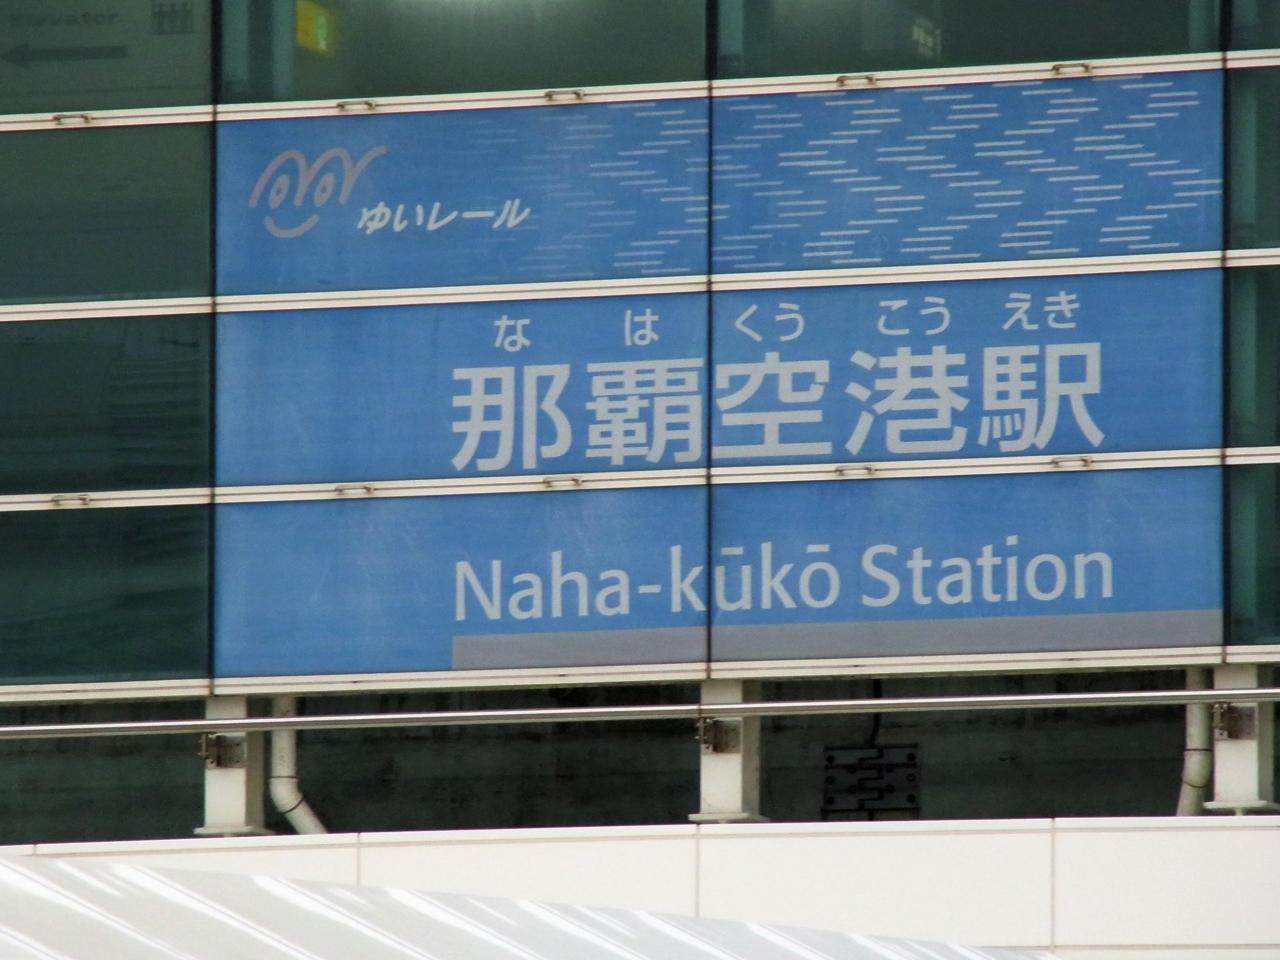 Elevator
ゆいレール
な は くう こう えき
那覇空港駅
Naha-kūkō Station